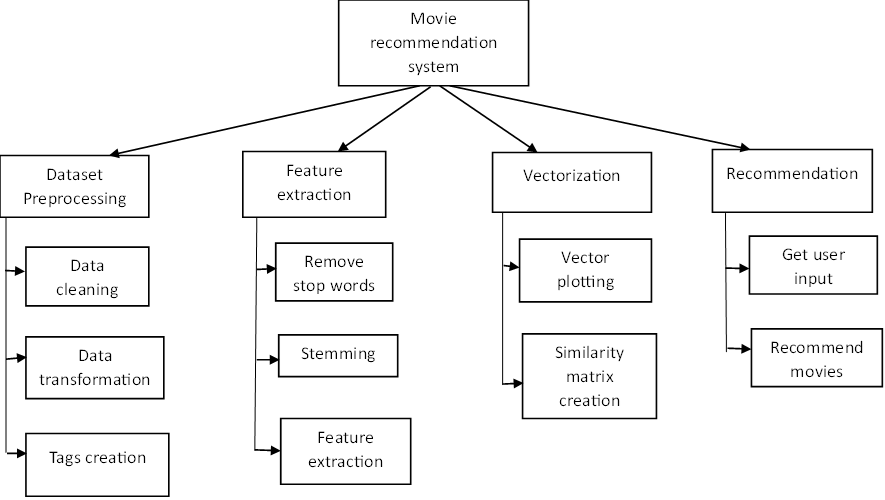 Movie
recommendation
system
Dataset
Preprocessing
Data
cleaning
Data
transformation
Tags creation
Feature
extraction
Remove
stop words
Stemming
Feature
extraction
Vectorization
Vector
plotting
Similarity
matrix
creation
Recommendation
Get user
input
Recommend
movies